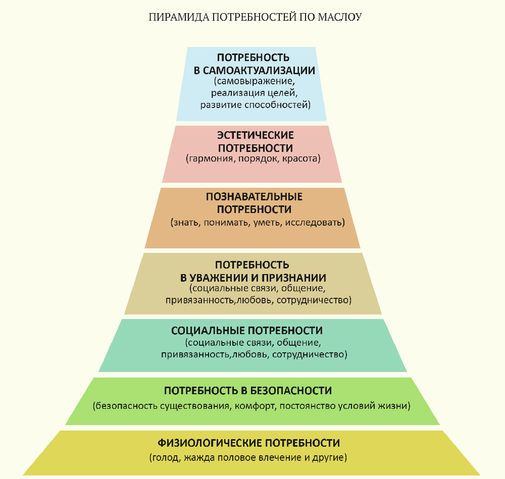 ПИРАМИДА ПОТРЕБНОСТЕЙ ПО МАСЛОУ
ПОТРЕБНОСТЬ
В САМОАКТУАЛИЗАЦИИ
(самовыражение,
реализация целей,
развитие способностей)
ЭСТЕТИЧЕСКИЕ
ПОТРЕБНОСТИ
(гармония, порядок, красота)
ПОЗНАВАТЕЛЬНЫЕ
ПОТРЕБНОСТИ
(знать, понимать, уметь, исследовать)
ПОТРЕБНОСТЬ
В УВАЖЕНИИ И ПРИЗНАНИИ
(социальные связи, общение,
привязанность,любовь, сотрудничество)
СОЦИАЛЬНЫЕ ПОТРЕБНОСТИ
(социальные связи, общение,
привязанность,любовь, сотрудничество)
ПОТРЕБНОСТЬ В БЕЗОПАСНОСТИ
(безопасность существования, комфорт, постоянство условий жизни)
ФИЗИОЛОГИЧЕСКИЕ ПОТРЕБНОСТИ
(голод, жажда половое влечение и другие)